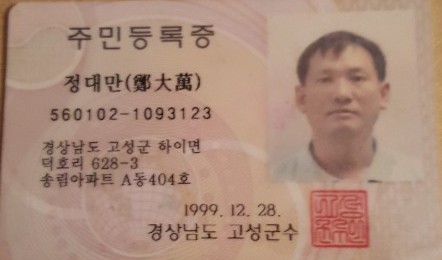 주민등록증
정대만(鄭大萬)
560102-1093123
경상남도 고성군 하이면
덕호리 628-3
송림아파트 A동404호
1999.12.28.
경상남도 고성군수